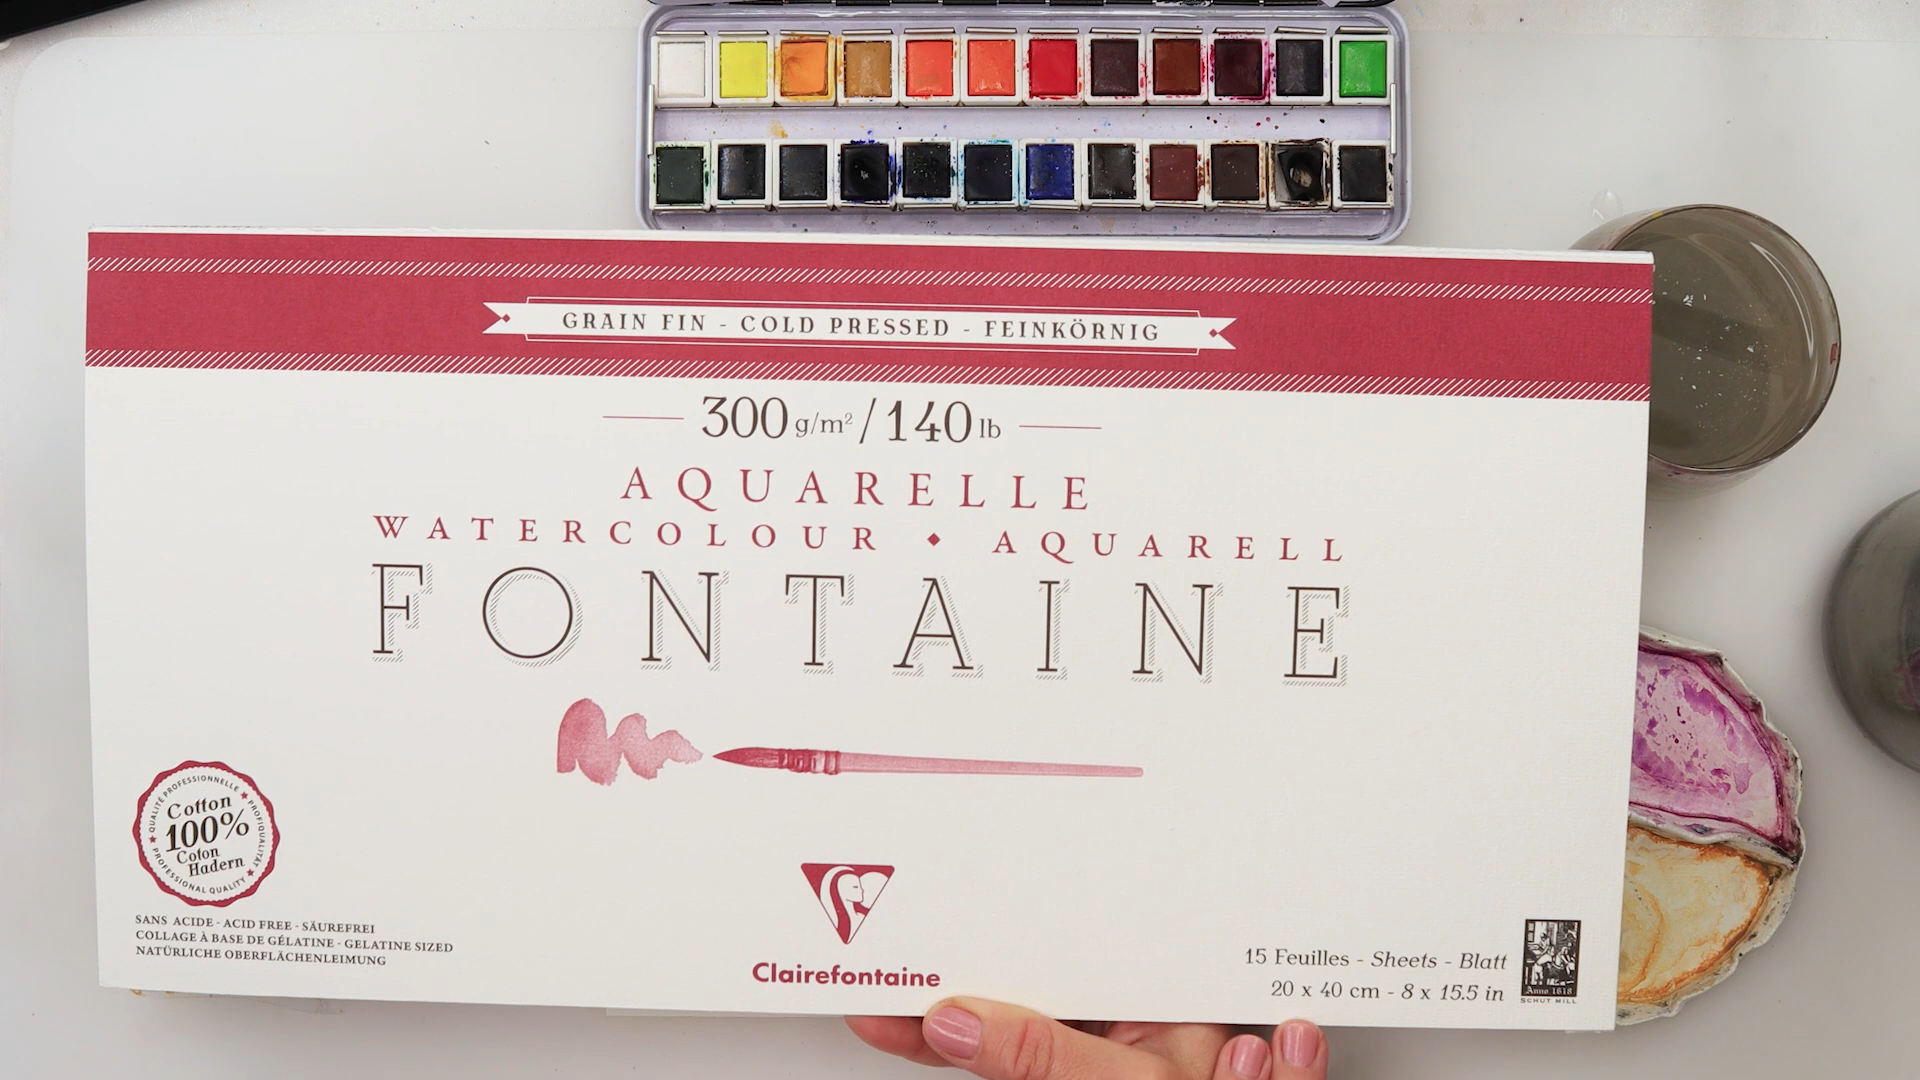 GRAIN FIN - COLD PRESSED - FEINKÖRNIG
300 g/m² / 140 lb
AQUARELLE
WATERCOLOUR ◆ AQUARELL
FONTAINE
QUALITÉ PROFESSIONNELLE ★ PROFIQUALITÄT ★ PROFESSIONAL QUALITY ★
Cotton
100%
Coton
Hadern
SANS ACIDE - ACID FREE - SÄUREFREI
COLLAGE À BASE DE GÉLATINE - GELATINE SIZED
NATÜRLICHE OBERFLÄCHENLEIMUNG
Clairefontaine
15 Feuilles - Sheets - Blatt
20 x 40 cm - 8 x 15.5 in
Anno 1618
SCHUT MILL